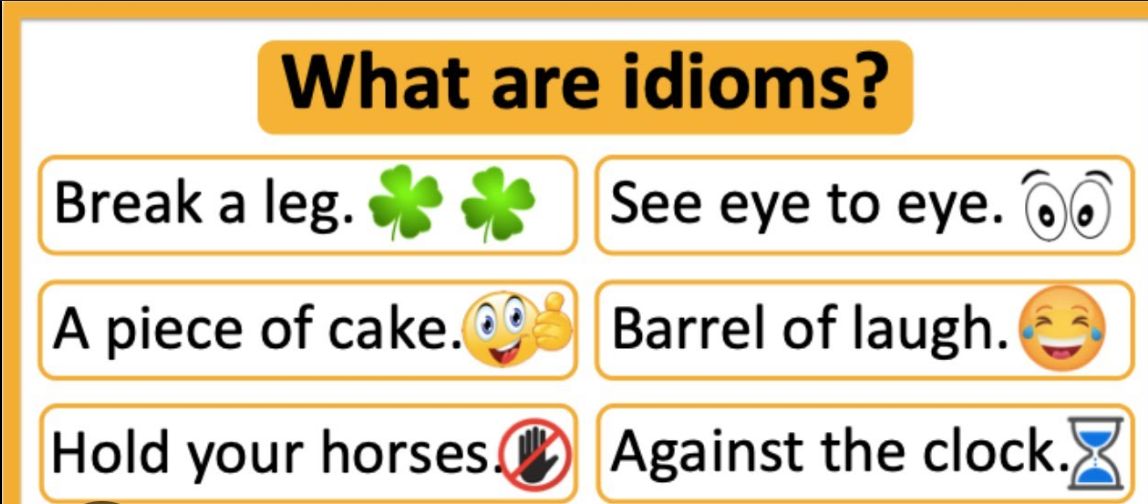 What are idioms?
Break a leg.
See eye to eye.
A piece of cake.
Barrel of laugh.
Hold your horses.
Against the clock.